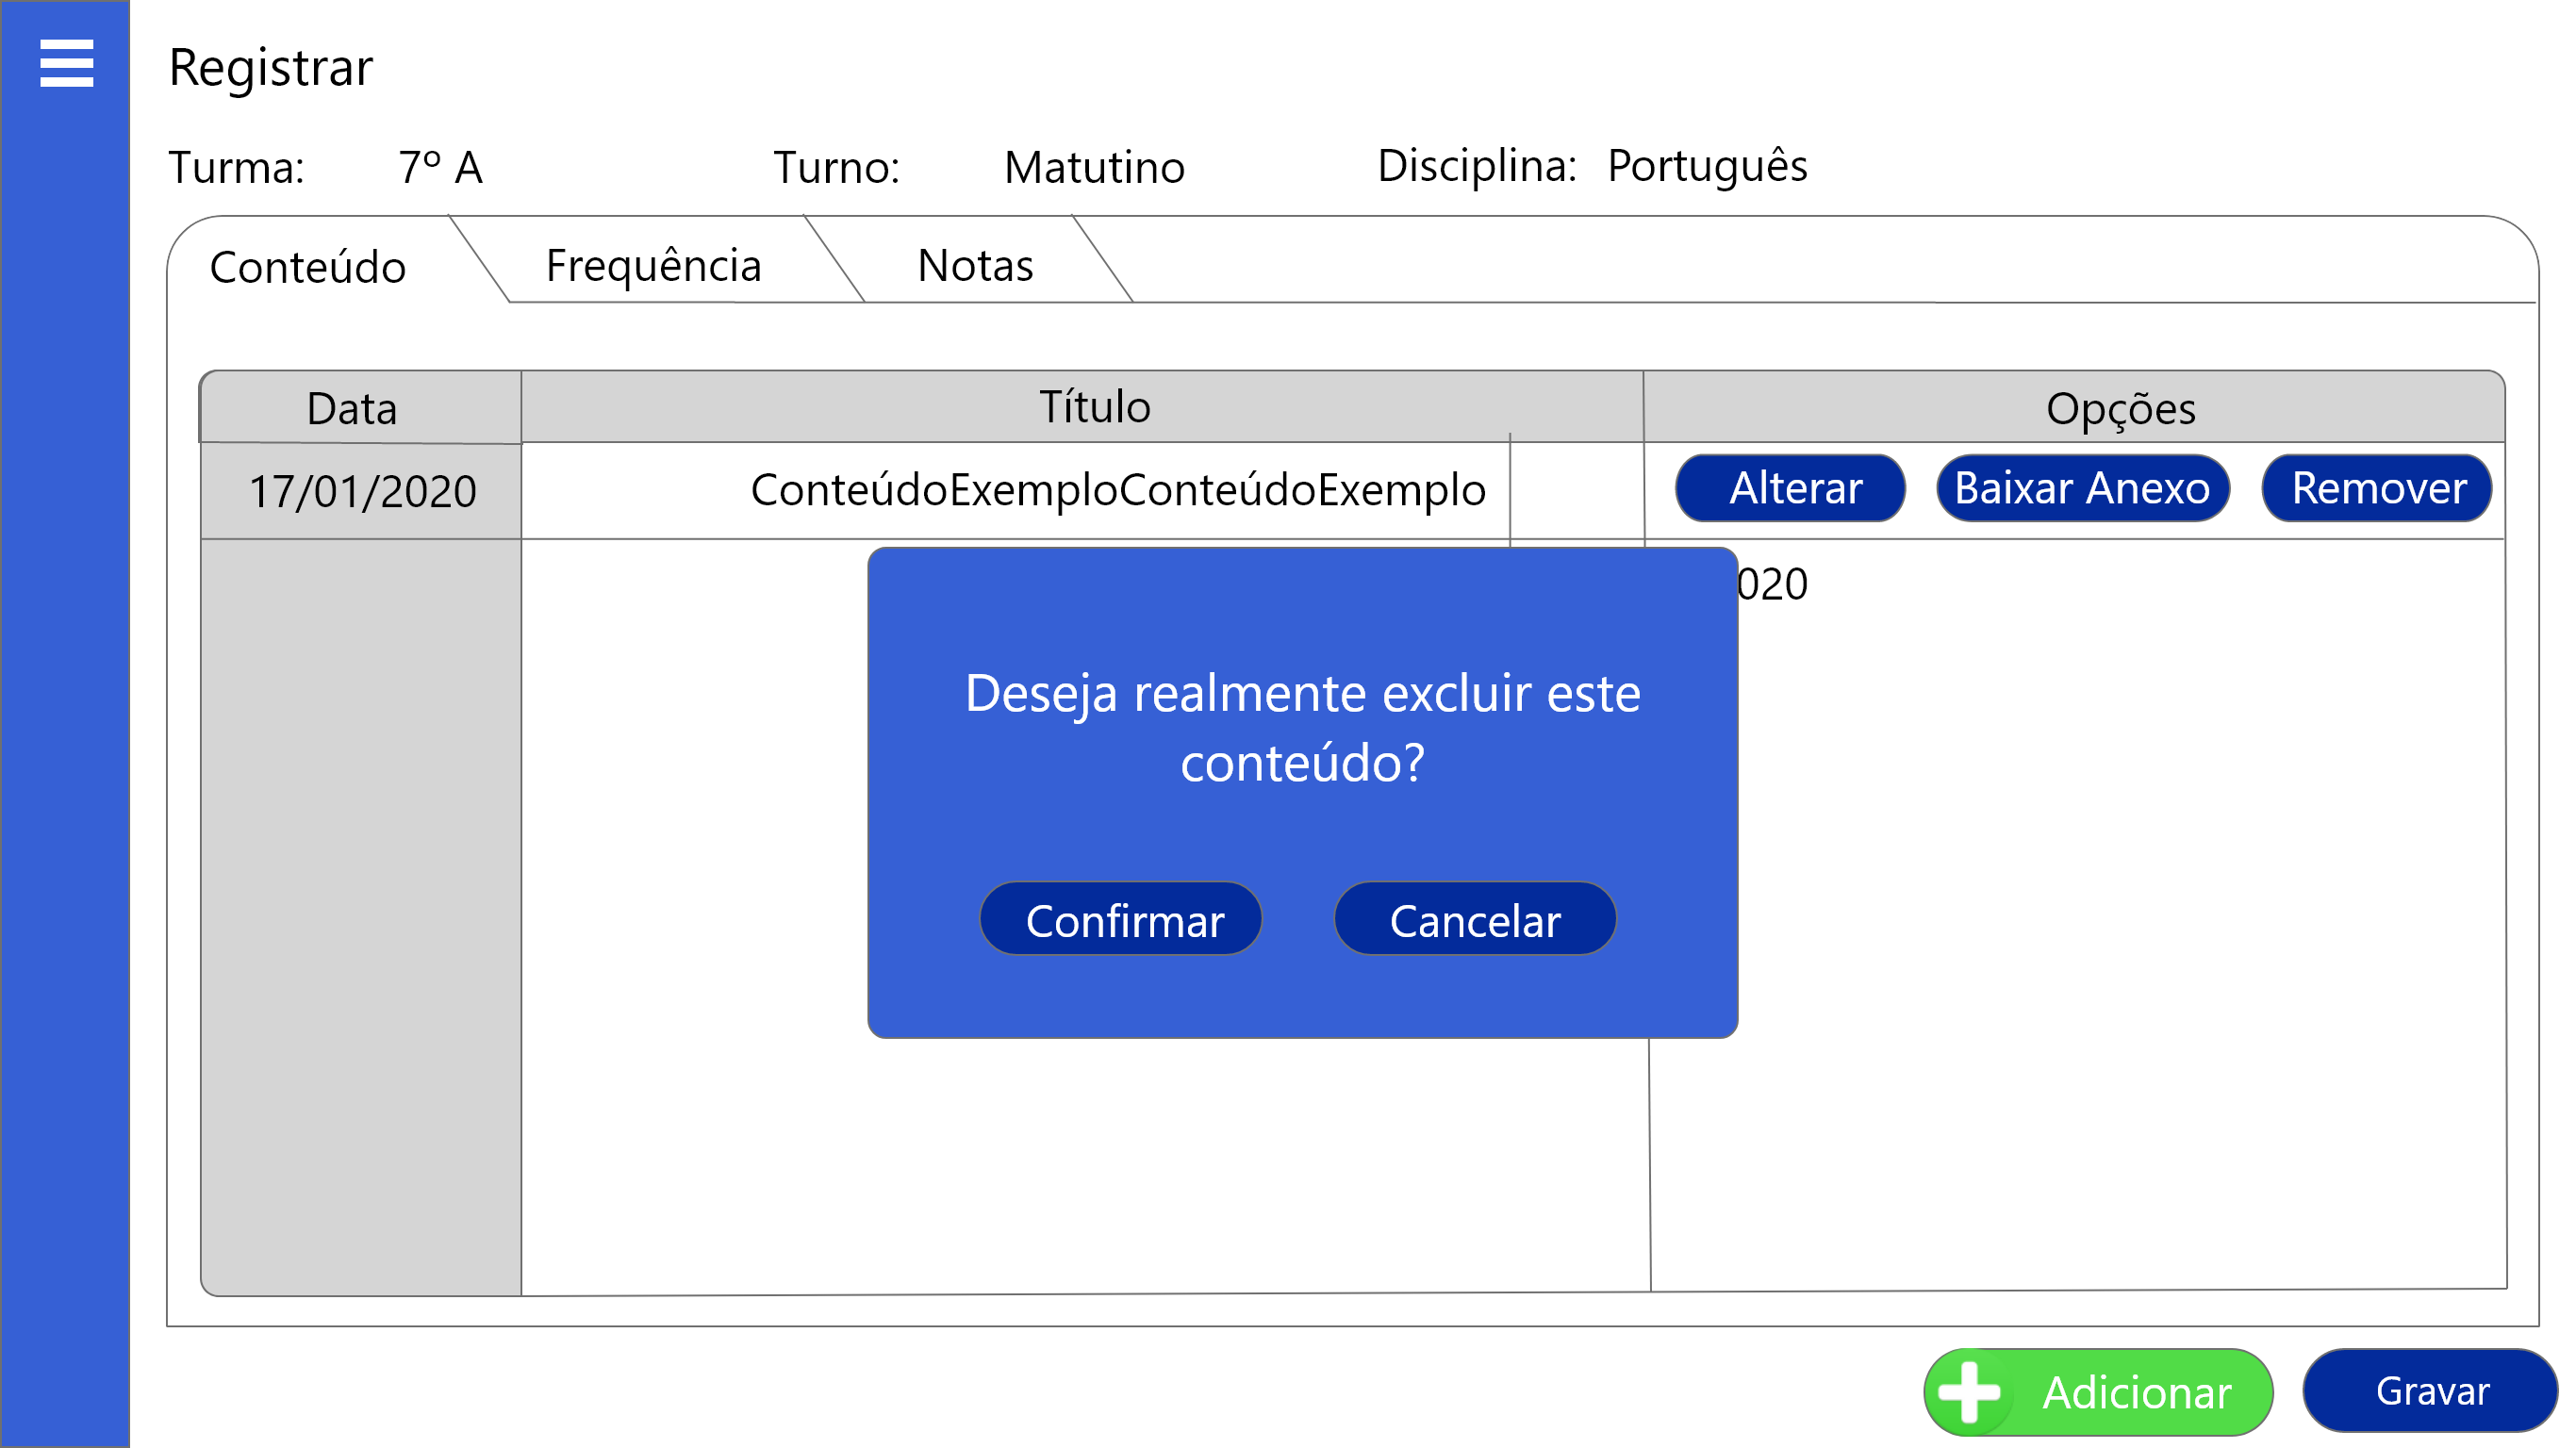 Registrar
Turma: 7º A Turno: Matutino Disciplina: Português
Conteúdo Frequência Notas
Data Título Opções
17/01/2020 ConteúdoExemploConteúdoExemplo Alterar Baixar Anexo Remover
020
Deseja realmente excluir este
conteúdo?
Confirmar Cancelar
Adicionar Gravar